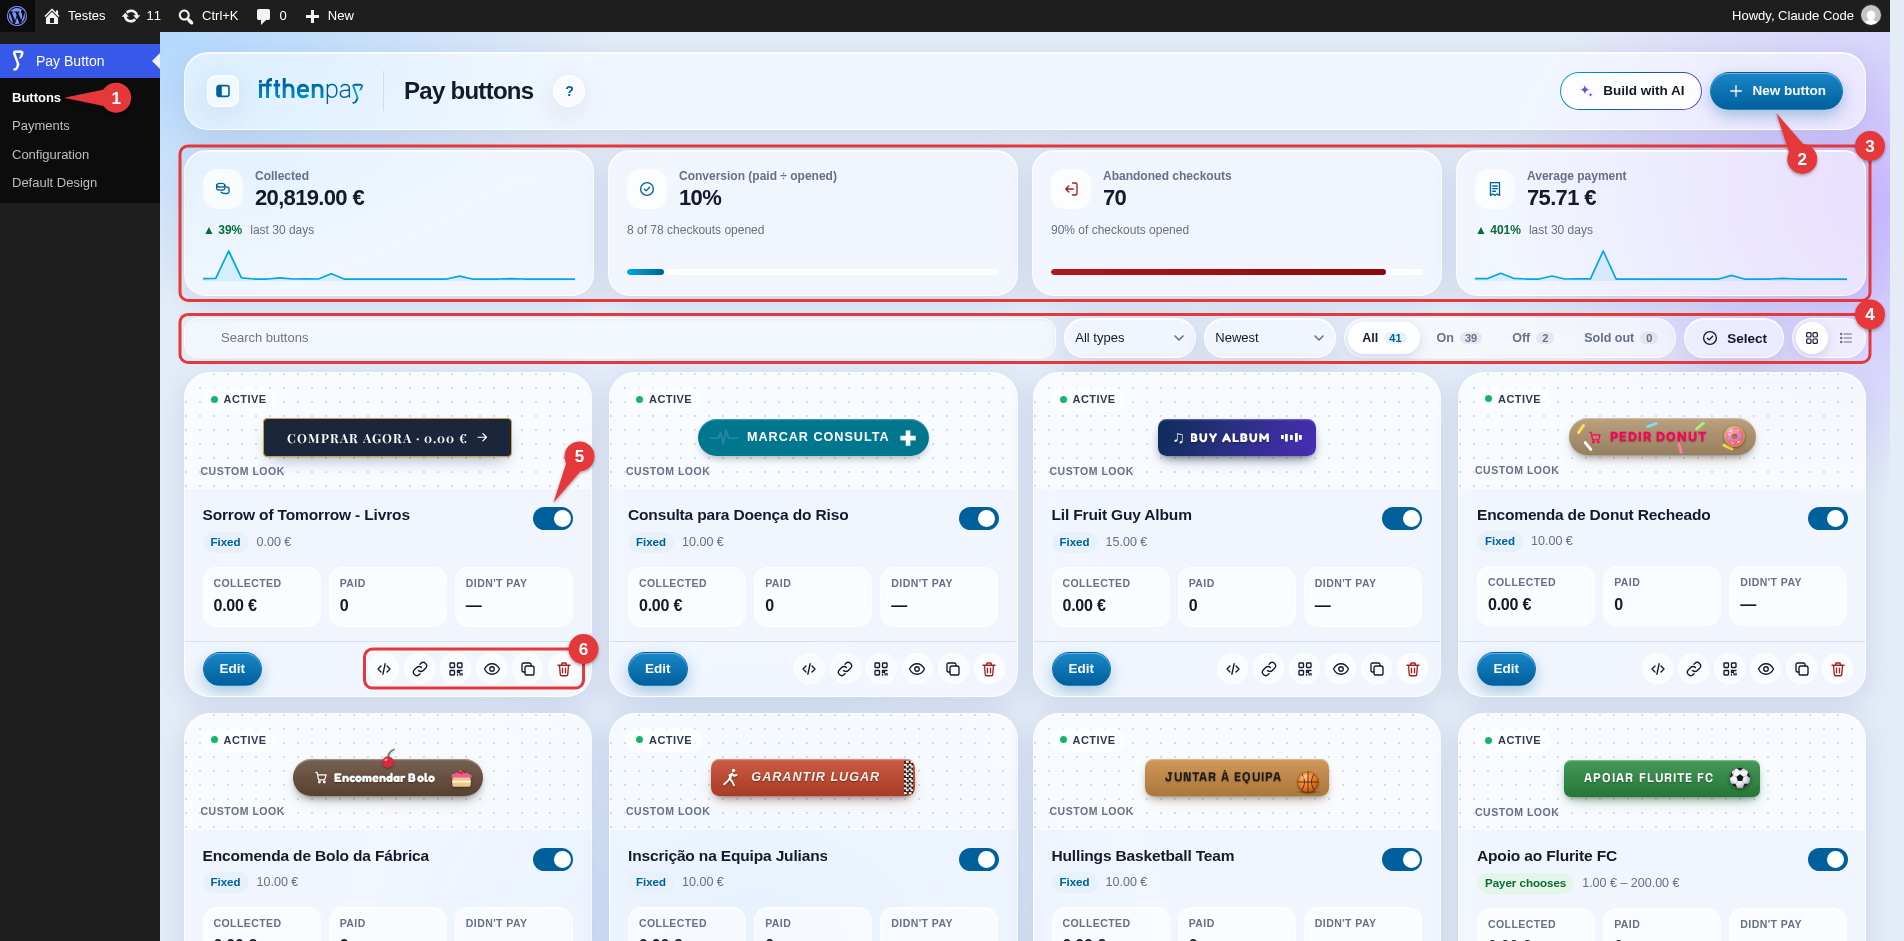 Testes 11 Ctrl+K 0 New Howdy, Claude Code
Pay Button
Buttons 1
Payments
Configuration
Default Design
ifthenpay Pay buttons ? Build with AI New button
2
3
Collected
20,819.00 €
▲ 39% last 30 days
Conversion (paid ÷ opened)
10%
8 of 78 checkouts opened
Abandoned checkouts
70
90% of checkouts opened
Average payment
75.71 €
▲ 401% last 30 days
4
Search buttons All types Newest All 41 On 39 Off 2 Sold out 0 Select
ACTIVE
COMPRAR AGORA · 0.00 € →
CUSTOM LOOK
5
Sorrow of Tomorrow - Livros
Fixed 0.00 €
COLLECTED PAID DIDN'T PAY
0.00 € 0 —
6
Edit
ACTIVE
MARCAR CONSULTA
CUSTOM LOOK
Consulta para Doença do Riso
Fixed 10.00 €
COLLECTED PAID DIDN'T PAY
0.00 € 0 —
Edit
ACTIVE
♫ BUY ALBUM
CUSTOM LOOK
Lil Fruit Guy Album
Fixed 15.00 €
COLLECTED PAID DIDN'T PAY
0.00 € 0 —
Edit
ACTIVE
PEDIR DONUT
CUSTOM LOOK
Encomenda de Donut Recheado
Fixed 10.00 €
COLLECTED PAID DIDN'T PAY
0.00 € 0 —
Edit
ACTIVE
Encomendar Bolo
CUSTOM LOOK
Encomenda de Bolo da Fábrica
Fixed 10.00 €
COLLECTED PAID DIDN'T PAY
ACTIVE
GARANTIR LUGAR
CUSTOM LOOK
Inscrição na Equipa Julians
Fixed 10.00 €
COLLECTED PAID DIDN'T PAY
ACTIVE
JUNTAR À EQUIPA
CUSTOM LOOK
Hullings Basketball Team
Fixed 10.00 €
COLLECTED PAID DIDN'T PAY
ACTIVE
APOIAR FLURITE FC
CUSTOM LOOK
Apoio ao Flurite FC
Payer chooses 1.00 € – 200.00 €
COLLECTED PAID DIDN'T PAY